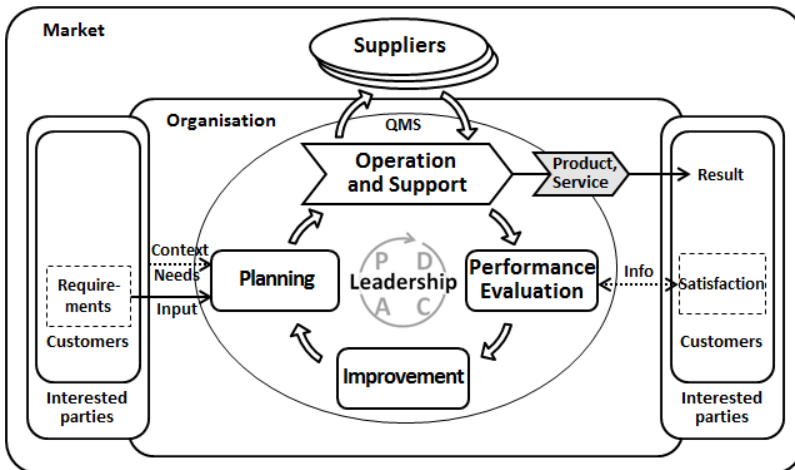 Market
Suppliers
Organisation
QMS
Operation
and Support
Product,
Service
Result
Context
Needs
Input
Require-
ments
Customers
Interested
parties
Planning
P D
Leadership
A C
Performance
Evaluation
Improvement
Info
Satisfaction
Customers
Interested
parties